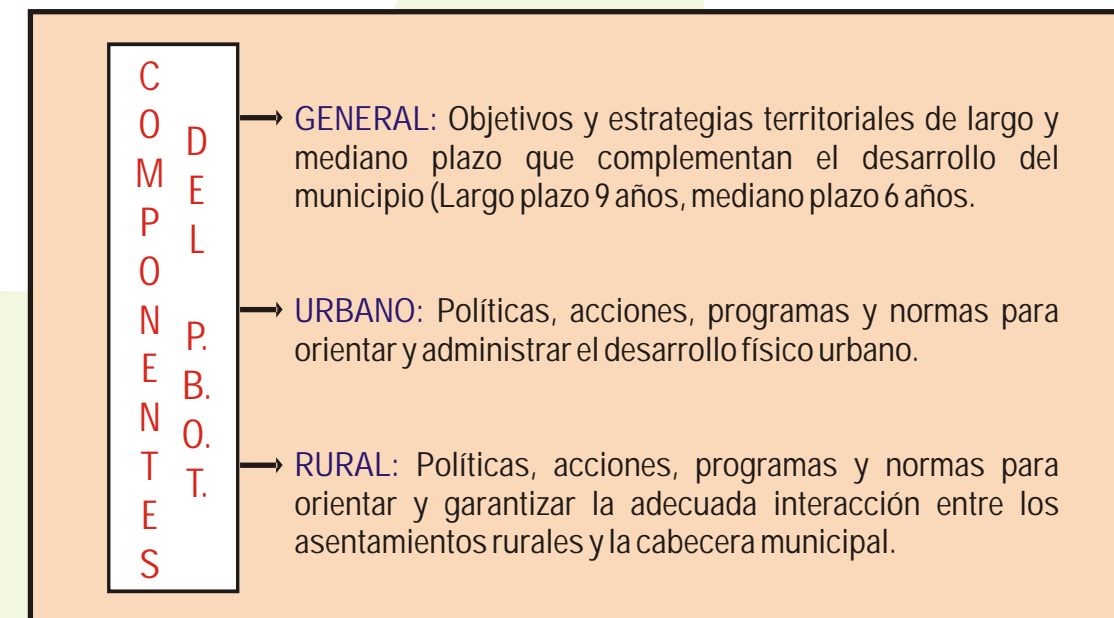 COMPONENTES
DEL P.B.O.T.
GENERAL: Objetivos y estrategias territoriales de largo y
mediano plazo que complementan el desarrollo del
municipio (Largo plazo 9 años, mediano plazo 6 años.
URBANO: Políticas, acciones, programas y normas para
orientar y administrar el desarrollo físico urbano.
RURAL: Políticas, acciones, programas y normas para
orientar y garantizar la adecuada interacción entre los
asentamientos rurales y la cabecera municipal.